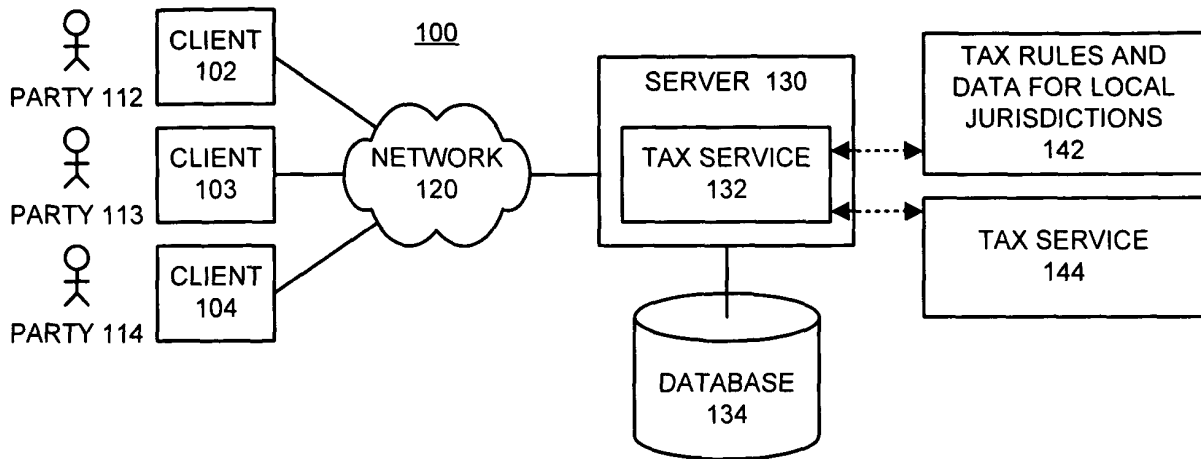 100
CLIENT
102
PARTY 112
CLIENT
103
PARTY 113
CLIENT
104
PARTY 114
NETWORK
120
SERVER 130
TAX SERVICE
132
DATABASE
134
TAX RULES AND
DATA FOR LOCAL
JURISDICTIONS
142
TAX SERVICE
144